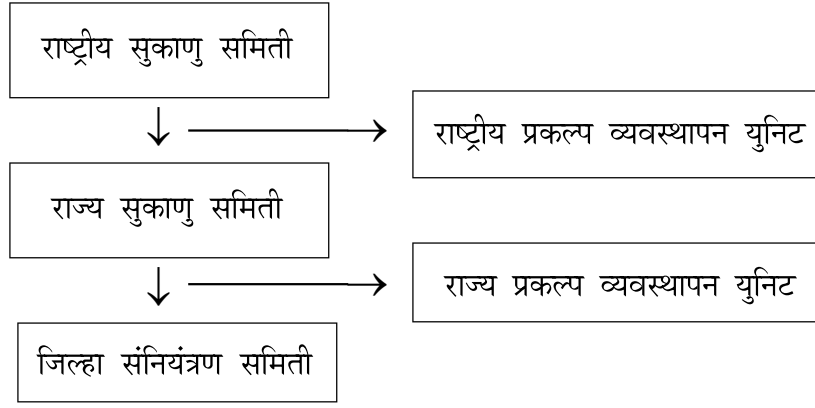 राष्ट्रीय सुकाणु समिती
राष्ट्रीय प्रकल्प व्यवस्थापन युनिट
राज्य सुकाणु समिती
राज्य प्रकल्प व्यवस्थापन युनिट
जिल्हा संनियंत्रण समिती